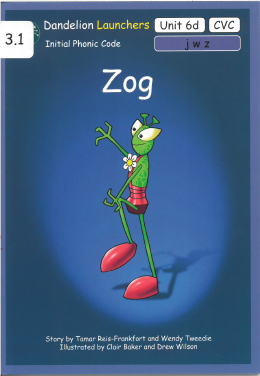 Dandelion Launchers Unit 6d CVC
3.1
Initial Phonic Code j w z
Zog
Story by Tamar Reis-Frankfort and Wendy Tweedie
Illustrated by Clair Baker and Drew Wilson